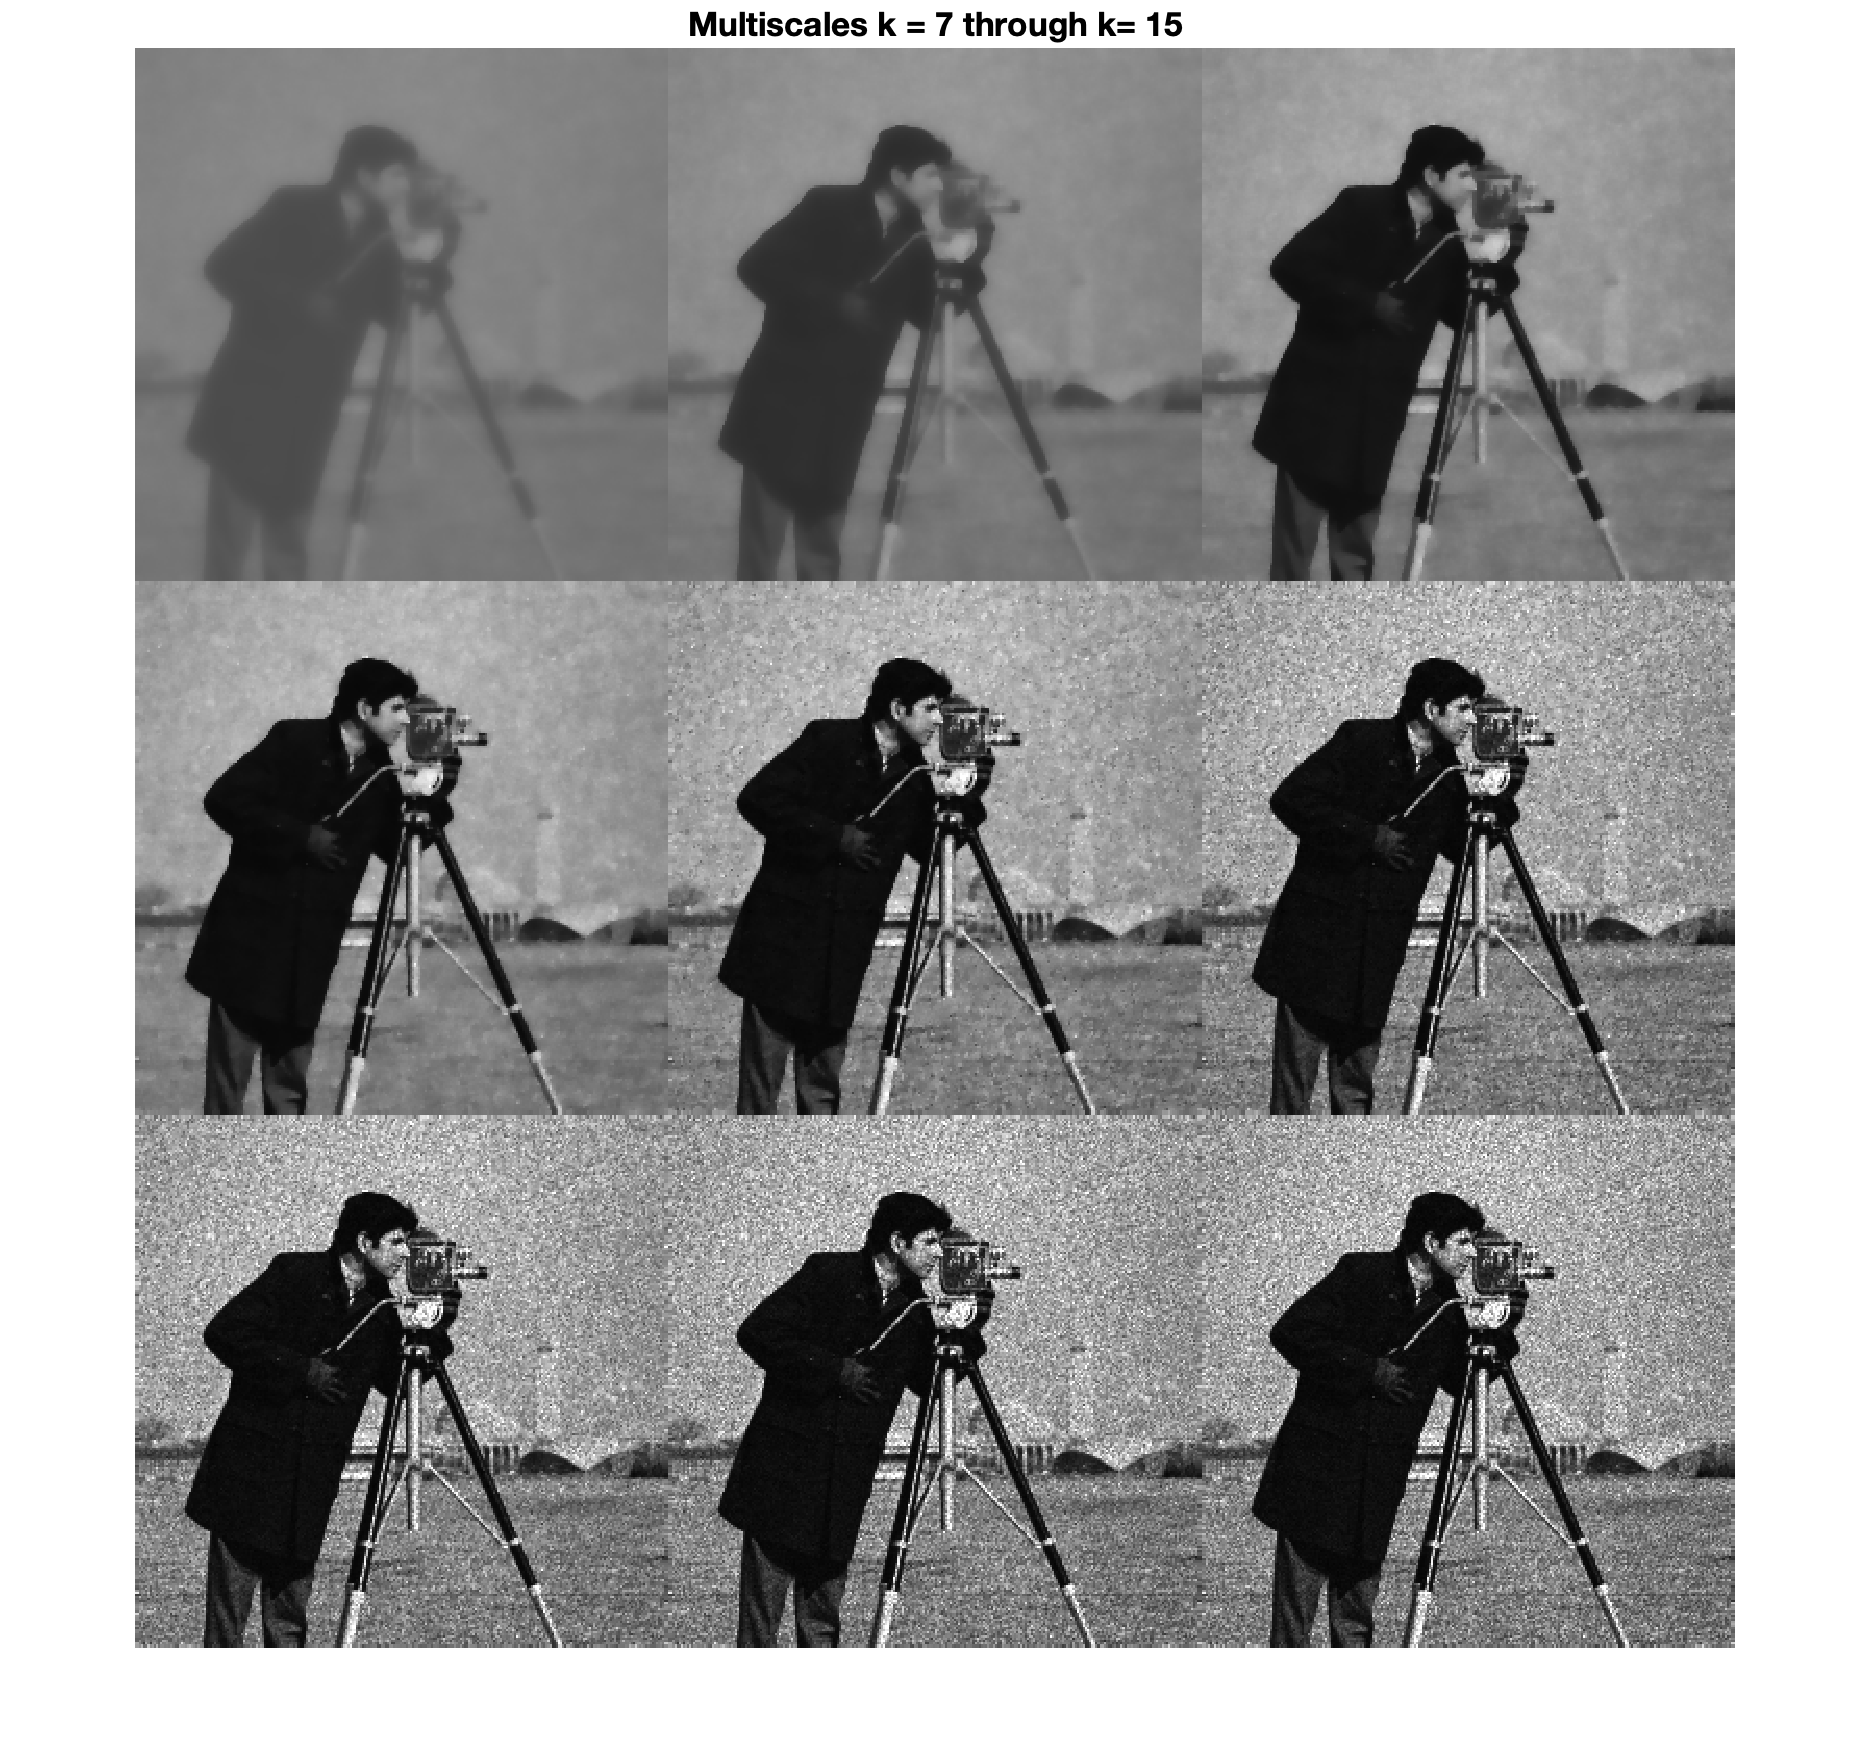 Multiscales k = 7 through k= 15